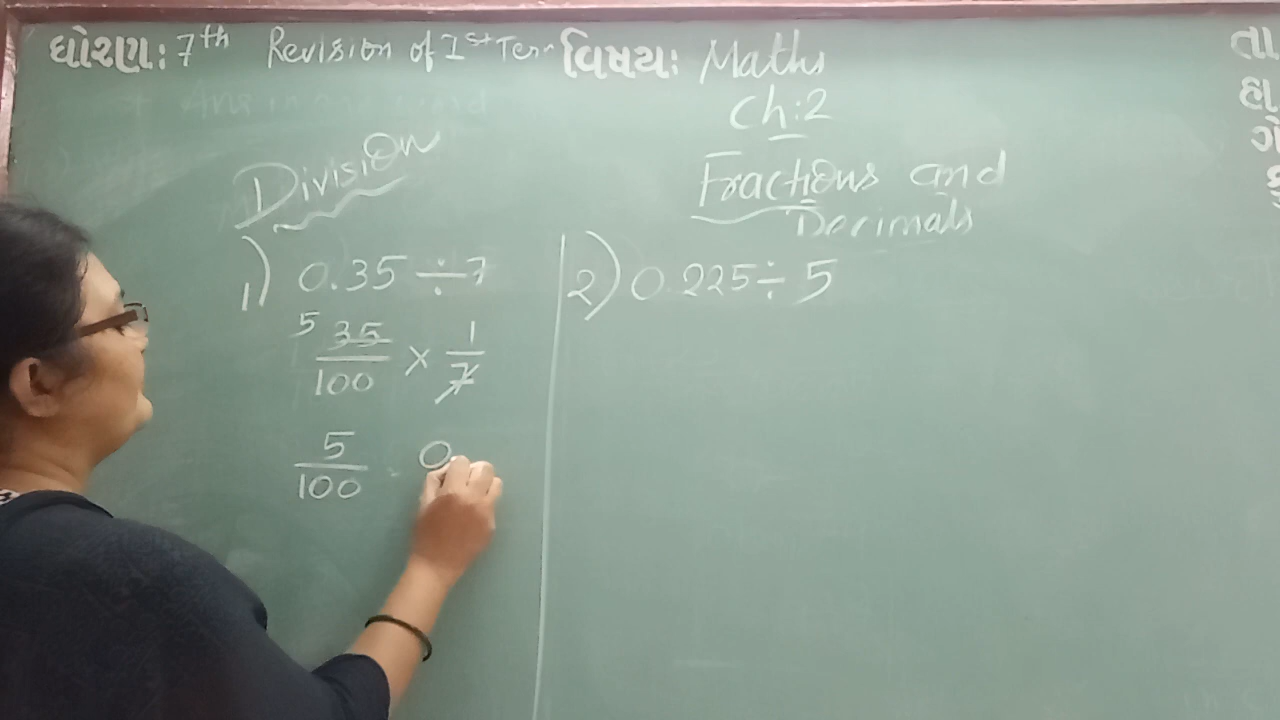 ધોરણ: 7th Revision of 1st Term વિષય: Maths
Ch:2
Fractions and
Decimals
Division
1) 0.35 ÷ 7
5 35/100 × 1/7
5/100 0
2) 0.225 ÷ 5
તા
હા